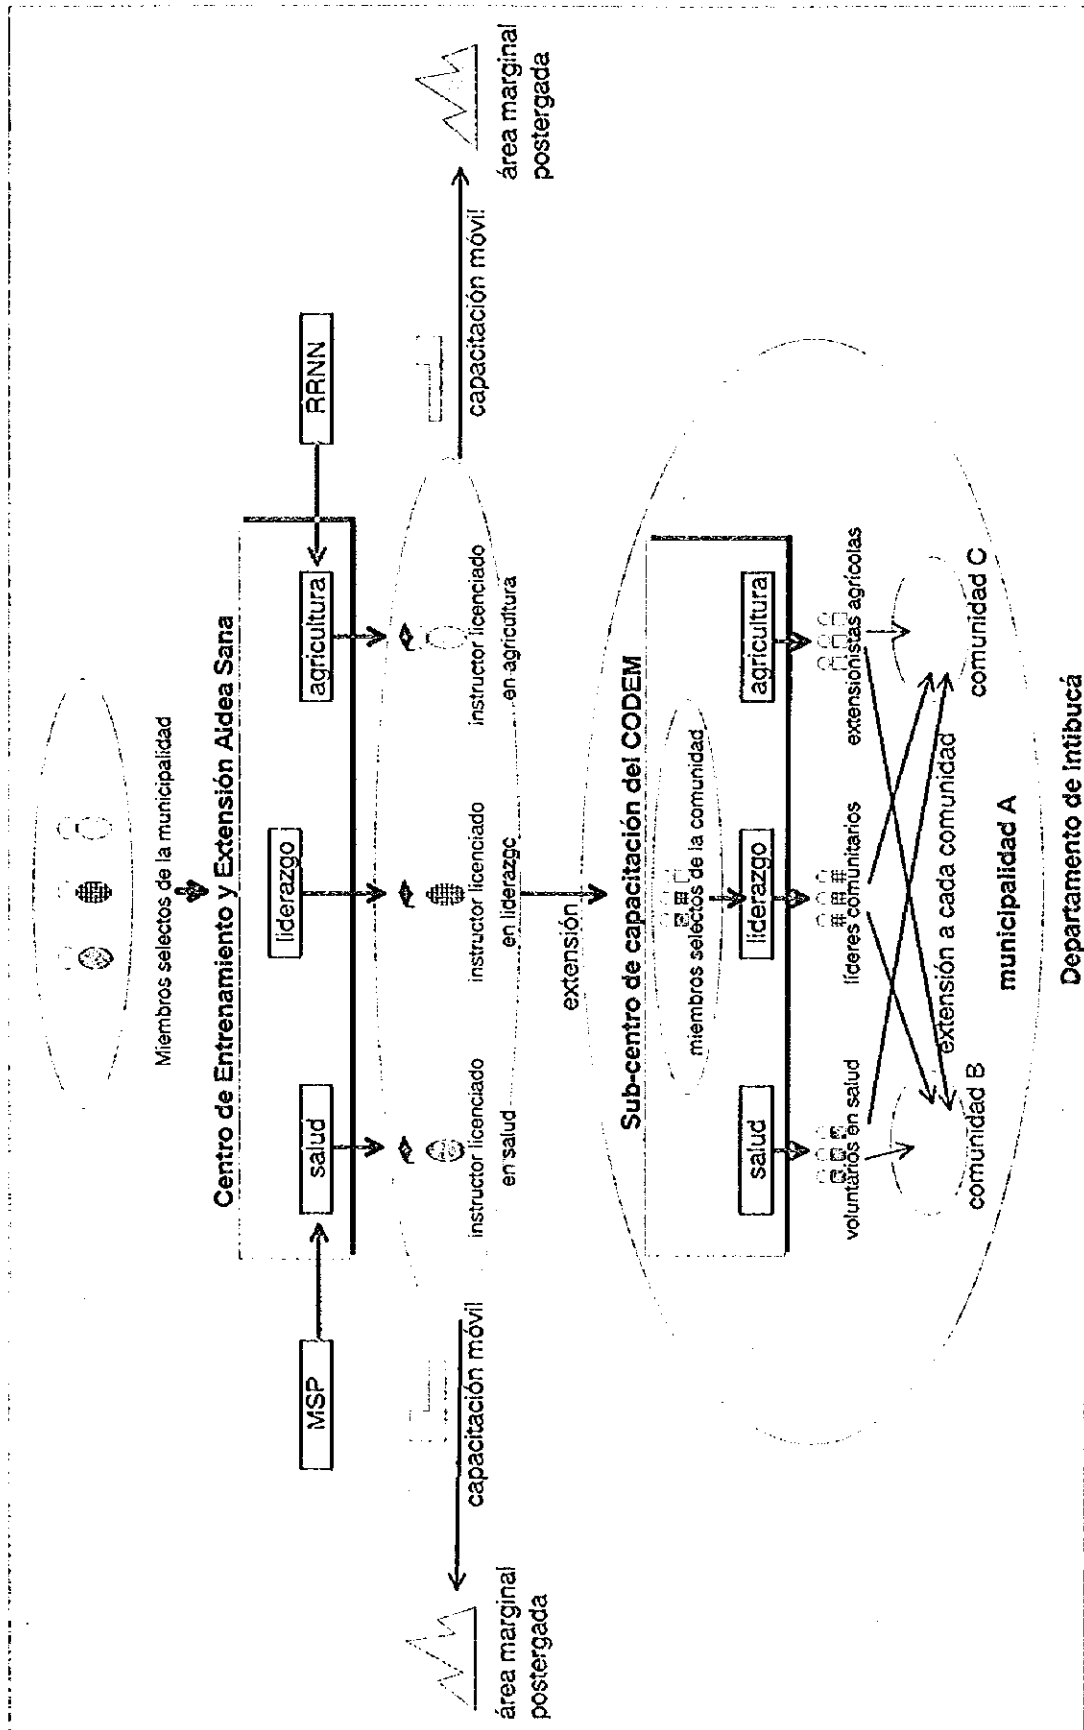 Miembros selectos de la municipalidad
Centro de Entrenamiento y Extensión Aldea Sana
MSP
salud
liderazgo
agricultura
RRNN
instructor licenciado
en salud
instructor licenciado
en liderazgo
instructor licenciado
en agricultura
capacitación móvil
área marginal
postergada
capacitación móvil
área marginal
postergada
extensión
Sub-centro de capacitación del CODEM
miembros selectos de la comunidad
salud
liderazgo
agricultura
voluntarios en salud
líderes comunitarios
extensionistas agrícolas
extensión a cada comunidad
comunidad B
comunidad C
municipalidad A
Departamento de Intibucá